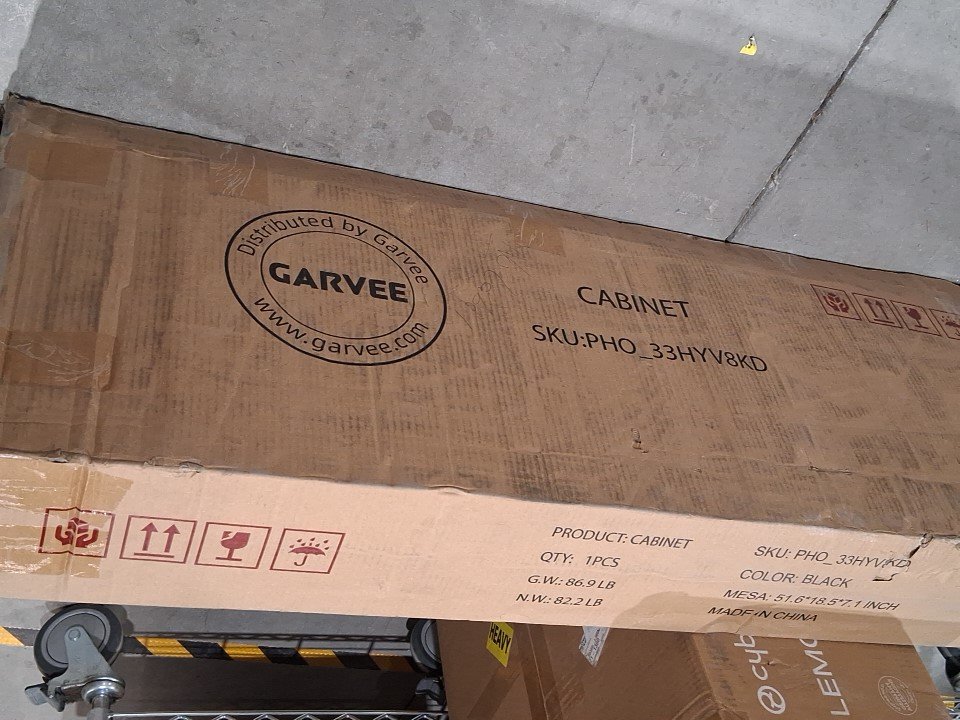 Distributed by Garvee
GARVEE
www.garvee.com
CABINET
SKU:PHO_33HYV8KD
PRODUCT: CABINET
QTY: 1PCS
G.W.: 86.9 LB
N.W.: 82.2 LB
SKU: PHO_33HYV8KD
COLOR: BLACK
MESA: 51.6*18.5*7.1 INCH
MADE IN CHINA
HEAVY